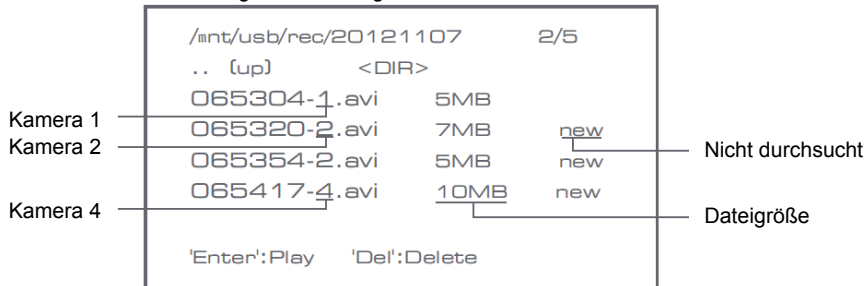 /mnt/usb/rec/20121107 2/5
.. (up) <DIR>
065304-1.avi 5MB
Kamera 1
065320-2.avi 7MB new
Kamera 2
Nicht durchsucht
065354-2.avi 5MB new
065417-4.avi 10MB new
Kamera 4
Dateigröße
'Enter':Play 'Del':Delete